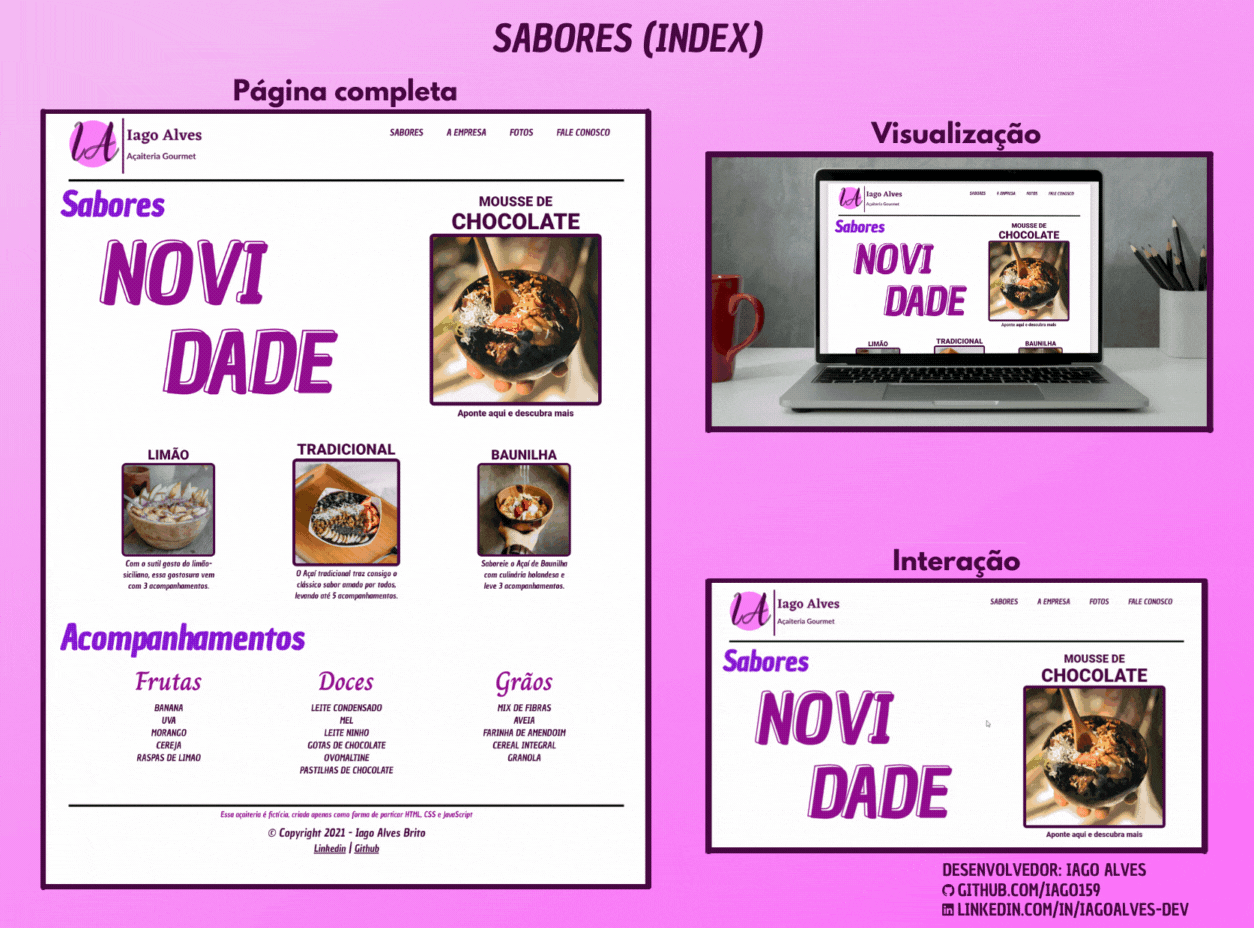 SABORES (INDEX)
Página completa
IA
Iago Alves
Açaiteria Gourmet
SABORES A EMPRESA FOTOS FALE CONOSCO
Sabores
NOVI
DADE
MOUSSE DE
CHOCOLATE
Aponte aqui e descubra mais
LIMÃO
Com o sutil gosto do limão-
siciliano, essa gostosura vem
com 3 acompanhamentos.
TRADICIONAL
O Açaí tradicional traz consigo o
clássico sabor amado por todos,
levando até 5 acompanhamentos.
BAUNILHA
Saboreie o Açaí de Baunilha
com culinária holandesa e
leve 3 acompanhamentos.
Acompanhamentos
Frutas
BANANA
UVA
MORANGO
CEREJA
RASPAS DE LIMAO
Doces
LEITE CONDENSADO
MEL
LEITE NINHO
GOTAS DE CHOCOLATE
OVOMALTINE
PASTILHAS DE CHOCOLATE
Grãos
MIX DE FIBRAS
AVEIA
FARINHA DE AMENDOIM
CEREAL INTEGRAL
GRANOLA
Essa açaiteria é fictícia, criada apenas como forma de praticar HTML, CSS e JavaScript
© Copyright 2021 - Iago Alves Brito
Linkedin | Github
Visualização
IA
Iago Alves
Açaiteria Gourmet
SABORES A EMPRESA FOTOS FALE CONOSCO
Sabores
NOVI
DADE
MOUSSE DE
CHOCOLATE
Aponte aqui e descubra mais
LIMÃO TRADICIONAL BAUNILHA
Interação
IA
Iago Alves
Açaiteria Gourmet
SABORES A EMPRESA FOTOS FALE CONOSCO
Sabores
NOVI
DADE
MOUSSE DE
CHOCOLATE
Aponte aqui e descubra mais
DESENVOLVEDOR: IAGO ALVES
GITHUB.COM/IAGO159
LINKEDIN.COM/IN/IAGOALVES-DEV